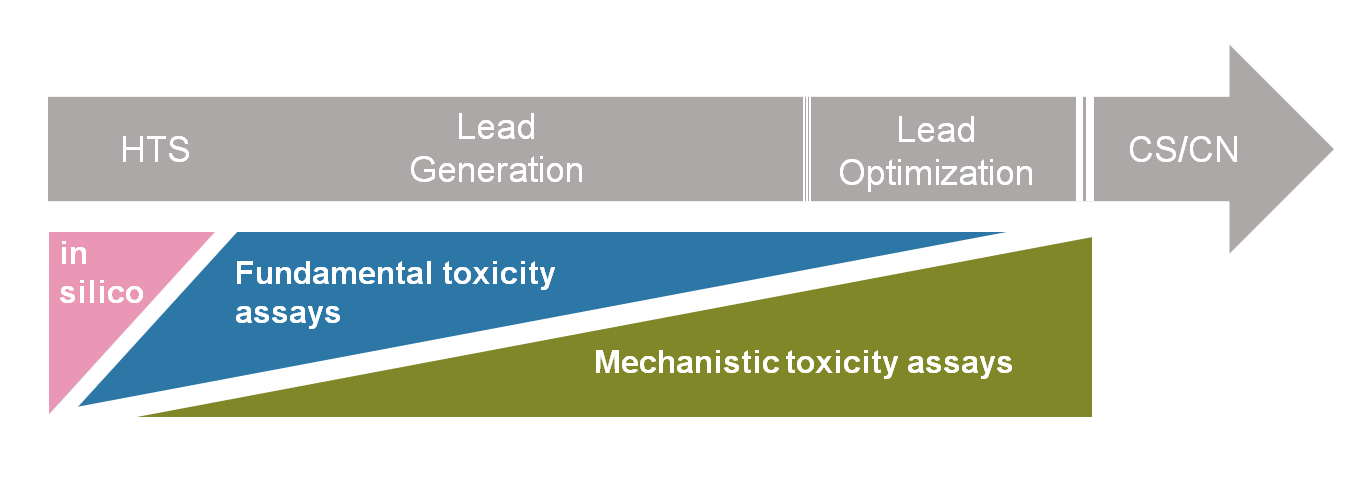 HTS
Lead
Generation
Lead
Optimization
CS/CN
in
silico
Fundamental toxicity
assays
Mechanistic toxicity assays